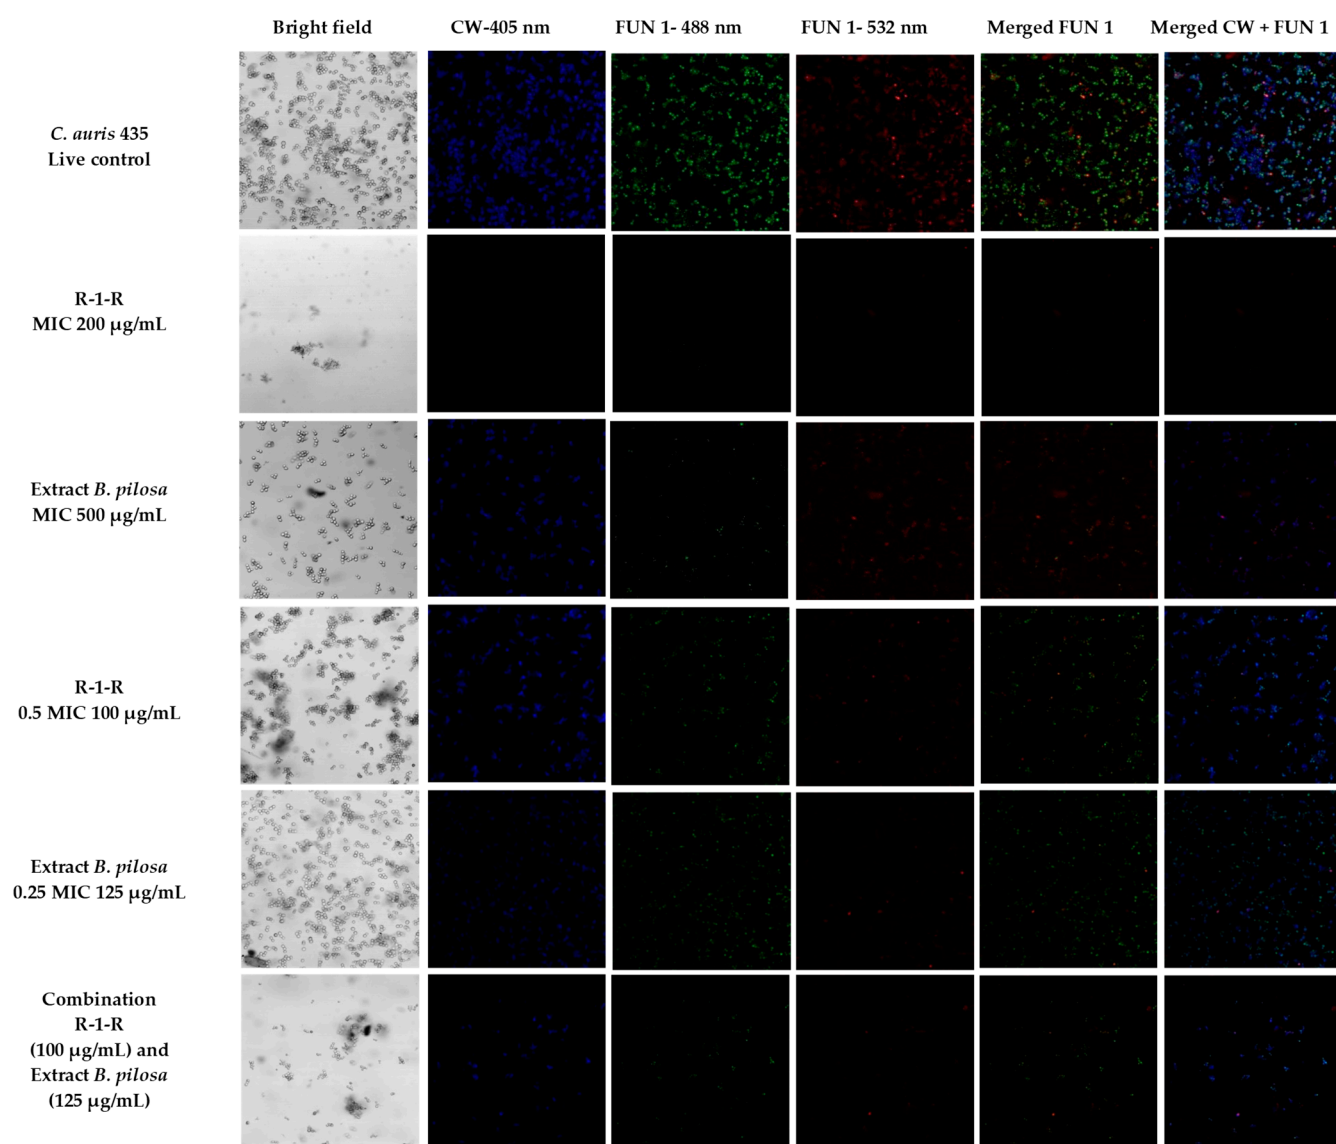 Bright field CW-405 nm FUN 1- 488 nm FUN 1- 532 nm Merged FUN 1 Merged CW + FUN 1
C. auris 435
Live control
R-1-R
MIC 200 µg/mL
Extract B. pilosa
MIC 500 µg/mL
R-1-R
0.5 MIC 100 µg/mL
Extract B. pilosa
0.25 MIC 125 µg/mL
Combination
R-1-R
(100 µg/mL) and
Extract B. pilosa
(125 µg/mL)